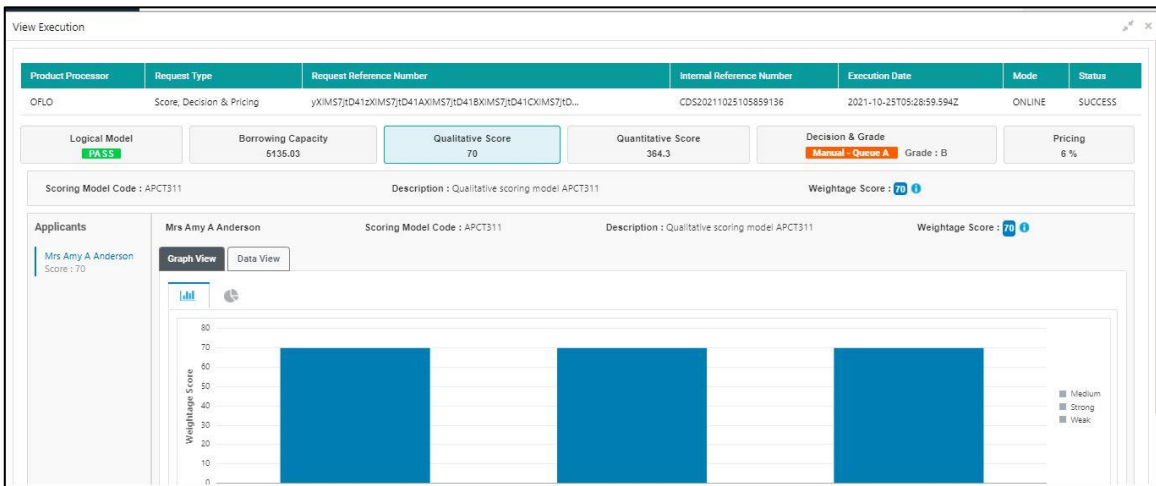 View Execution
Product Processor Request Type Request Reference Number Internal Reference Number Execution Date Mode Status
OFLO Score, Decision & Pricing yXIMS7JtD41zXIMS7JtD41AXIMS7JtD41BXIMS7JtD41CXIMS7JtD... CDS20211025105859136 2021-10-25T05:28:59.594Z ONLINE SUCCESS
Logical Model Borrowing Capacity Qualitative Score Quantitative Score Decision & Grade Pricing
PASS 5135.03 70 364.3 Manual - Queue A Grade : B 6 %
Scoring Model Code : APCT311 Description : Qualitative scoring model APCT311 Weightage Score : 70
Applicants Mrs Amy A Anderson Scoring Model Code : APCT311 Description : Qualitative scoring model APCT311 Weightage Score : 70
Mrs Amy A Anderson
Score : 70
Graph View Data View
80
70
60
50
40
30
20
10
0
Weightage Score
Medium
Strong
Weak